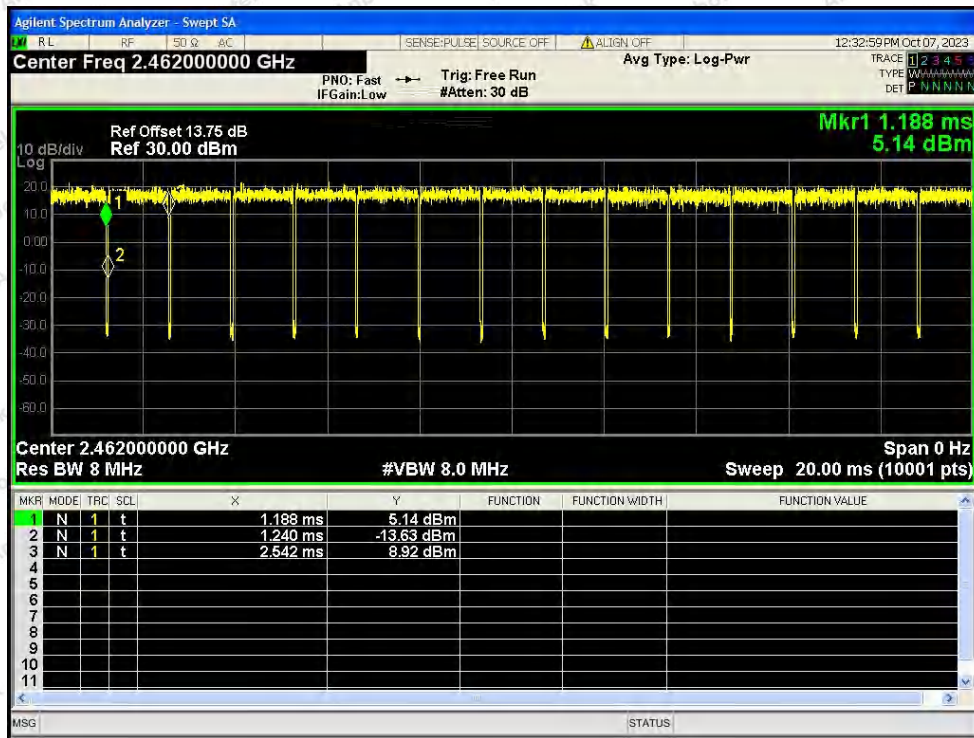 Agilent Spectrum Analyzer - Swept SA
RL RF 50 Ω AC SENSE:PULSE SOURCE OFF ALIGN OFF 12:32:59 PM Oct 07, 2023
Center Freq 2.462000000 GHz
PNO: Fast
IFGain:Low
Trig: Free Run
#Atten: 30 dB
Avg Type: Log-Pwr
TRACE 1 2 3 4 5 6
TYPE W
DET P N N N N N
Mkr1 1.188 ms
5.14 dBm
10 dB/div
Log
Ref Offset 13.75 dB
Ref 30.00 dBm
20.0
10.0
0.00
-10.0
-20.0
-30.0
-40.0
-50.0
-60.0
1
2
Center 2.462000000 GHz
Span 0 Hz
Res BW 8 MHz
#VBW 8.0 MHz
Sweep 20.00 ms (10001 pts)
MKR MODE TRC SCL X Y FUNCTION FUNCTION WIDTH FUNCTION VALUE
1 N 1 t 1.188 ms 5.14 dBm
2 N 1 t 1.240 ms -13.63 dBm
3 N 1 t 2.542 ms 8.92 dBm
4
5
6
7
8
9
10
11
MSG STATUS